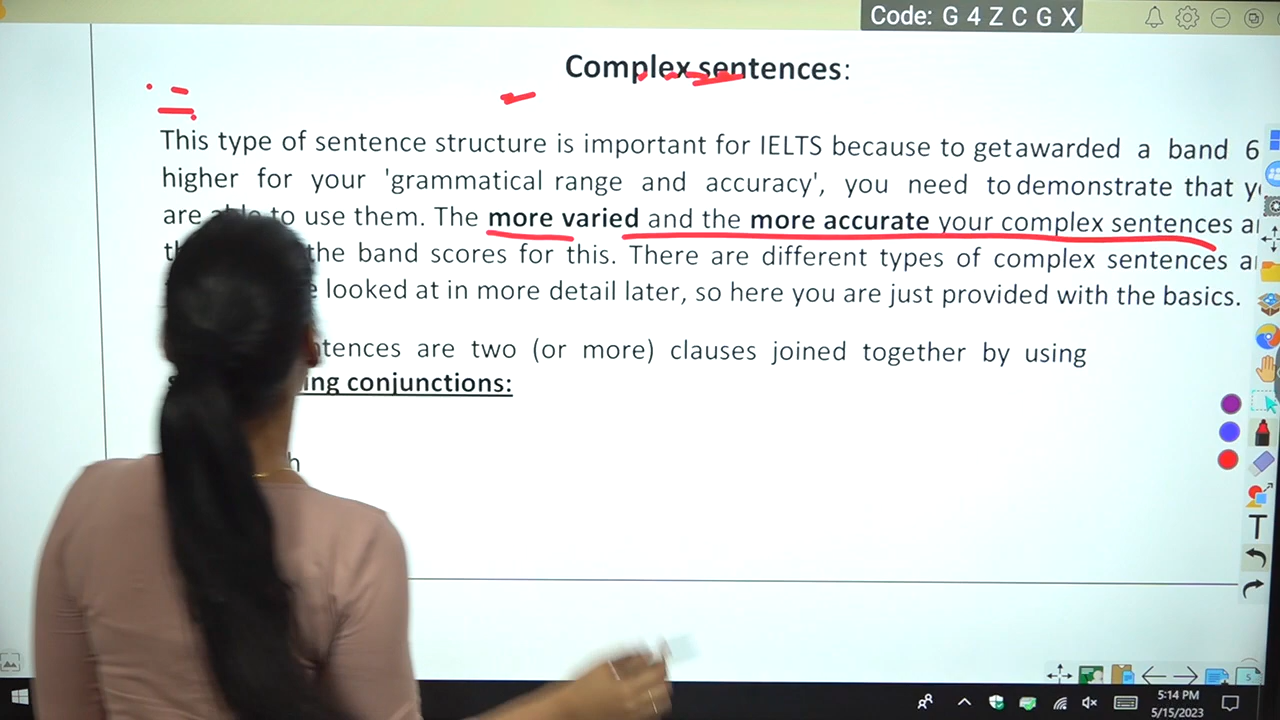 Code: G 4 Z C G X
Complex sentences:
This type of sentence structure is important for IELTS because to get awarded a band 6
higher for your 'grammatical range and accuracy', you need to demonstrate that
are to use them. The more varied and the more accurate your complex sentences
the band scores for this. There are different types of complex sentences
looked at in more detail later, so here you are just provided with the basics.
are two (or more) clauses joined together by using
conjunctions:
T
5:14 PM
5/15/2023